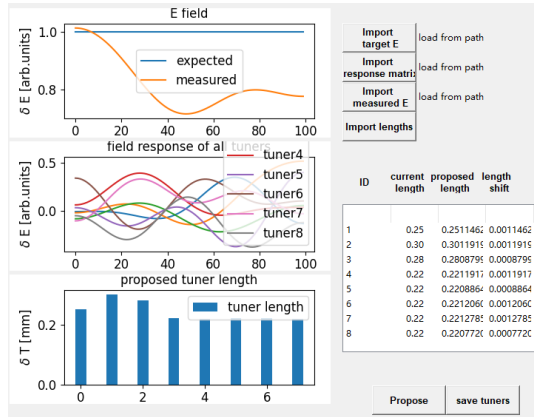 E field
δ E [arb.units]
1.0
0.8
expected
measured
0 20 40 60 80 100
field response of all tuners
δ E [arb.units]
0.5
0.0
tuner4
tuner5
tuner6
tuner7
tuner8
0 20 40 60 80 100
proposed tuner length
δ T [mm]
0.2
0.0
tuner length
0 2 4 6
Import
target E
load from path
Import
response matri
load from path
Import
measured E
load from path
Import lengths
ID current length proposed length length shift
1 0.25 0.2511462 0.0011462
2 0.30 0.3011919 0.0011919
3 0.28 0.2808799 0.0008799
4 0.22 0.2211917 0.0011917
5 0.22 0.2208864 0.0008864
6 0.22 0.2212060 0.0012060
7 0.22 0.2212785 0.0012785
8 0.22 0.2207720 0.0007720
Propose
save tuners